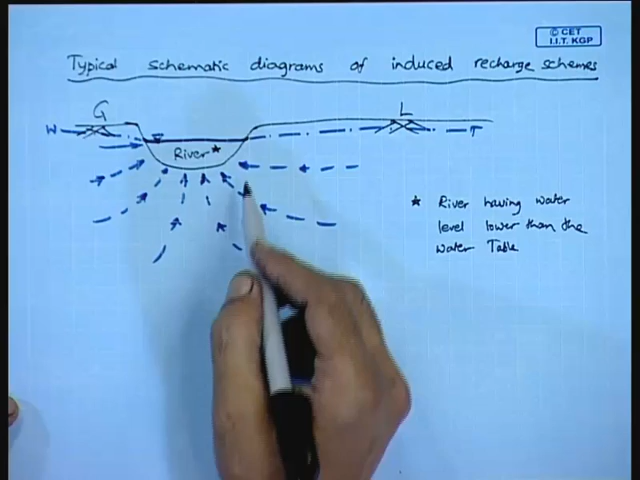 © CET
I.I.T. KGP
Typical schematic diagrams of induced recharge schemes
G
L
W
T
River*
* River having water
level lower than the
water Table